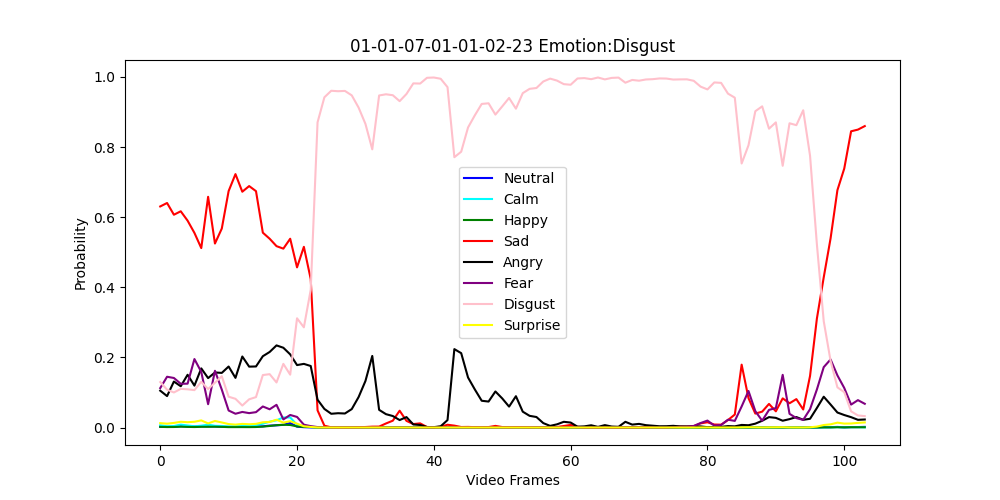 01-01-07-01-01-02-23 Emotion:Disgust
1.0
0.8
0.6
0.4
0.2
0.0
Probability
Neutral
Calm
Happy
Sad
Angry
Fear
Disgust
Surprise
0 20 40 60 80 100
Video Frames